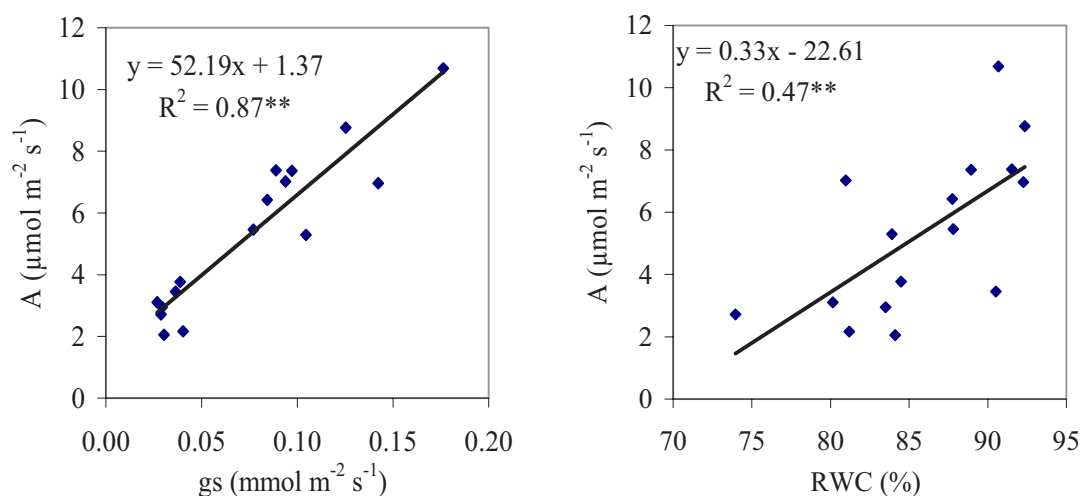 12
10
8
6
4
2
0
A (µmol m⁻² s⁻¹)
y = 52.19x + 1.37
R² = 0.87**
0.00 0.05 0.10 0.15 0.20
gs (mmol m⁻² s⁻¹)
12
10
8
6
4
2
0
A (µmol m⁻² s⁻¹)
y = 0.33x - 22.61
R² = 0.47**
70 75 80 85 90 95
RWC (%)